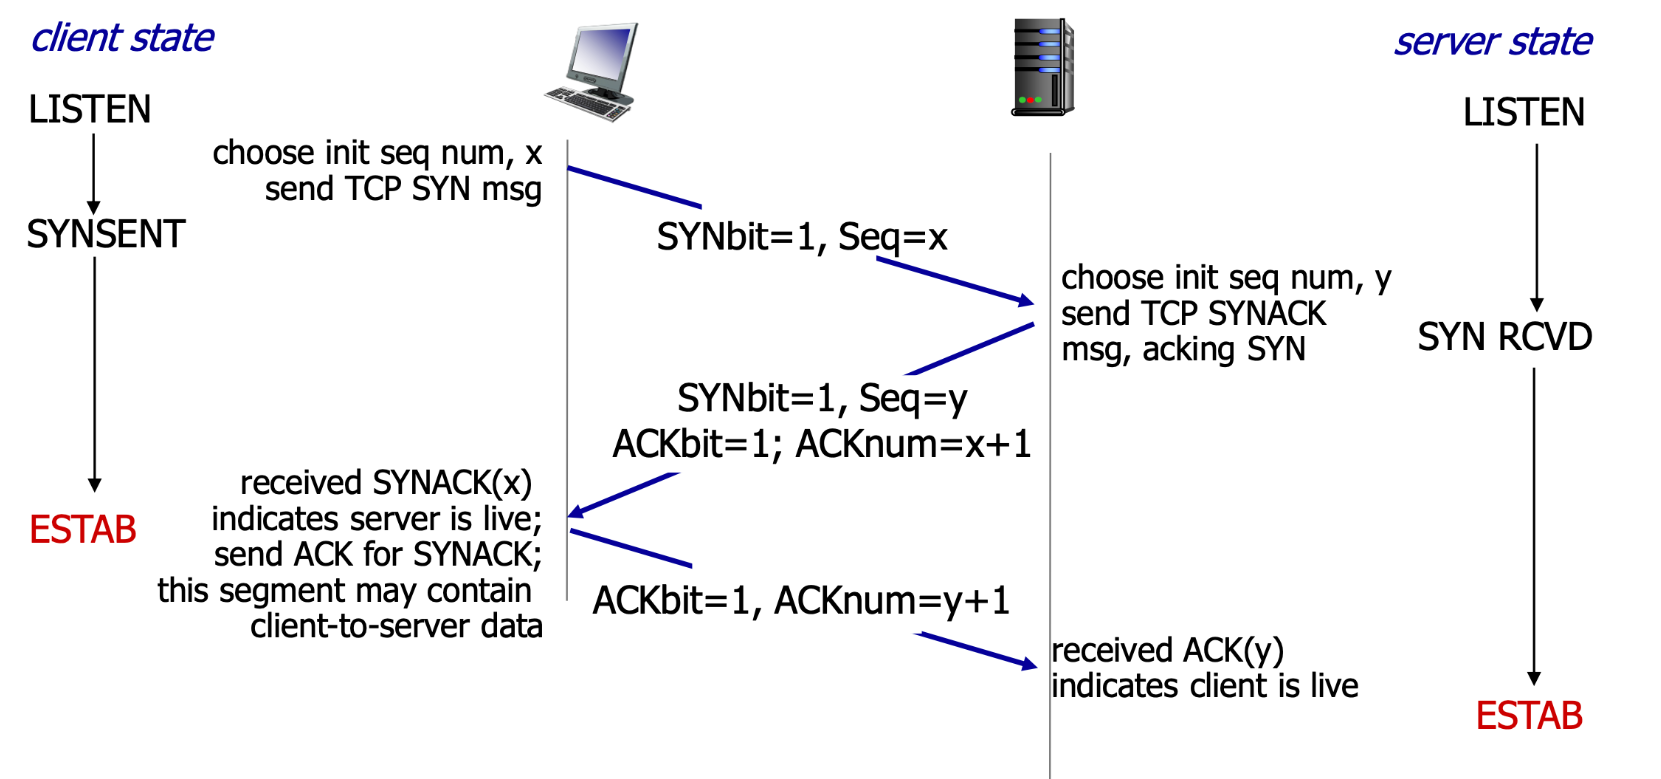 client state
server state
LISTEN
LISTEN
choose init seq num, x
send TCP SYN msg
SYNSENT
SYNbit=1, Seq=x
choose init seq num, y
send TCP SYNACK
msg, acking SYN
SYN RCVD
SYNbit=1, Seq=y
ACKbit=1; ACKnum=x+1
received SYNACK(x)
indicates server is live;
send ACK for SYNACK;
this segment may contain
client-to-server data
ESTAB
ACKbit=1, ACKnum=y+1
received ACK(y)
indicates client is live
ESTAB